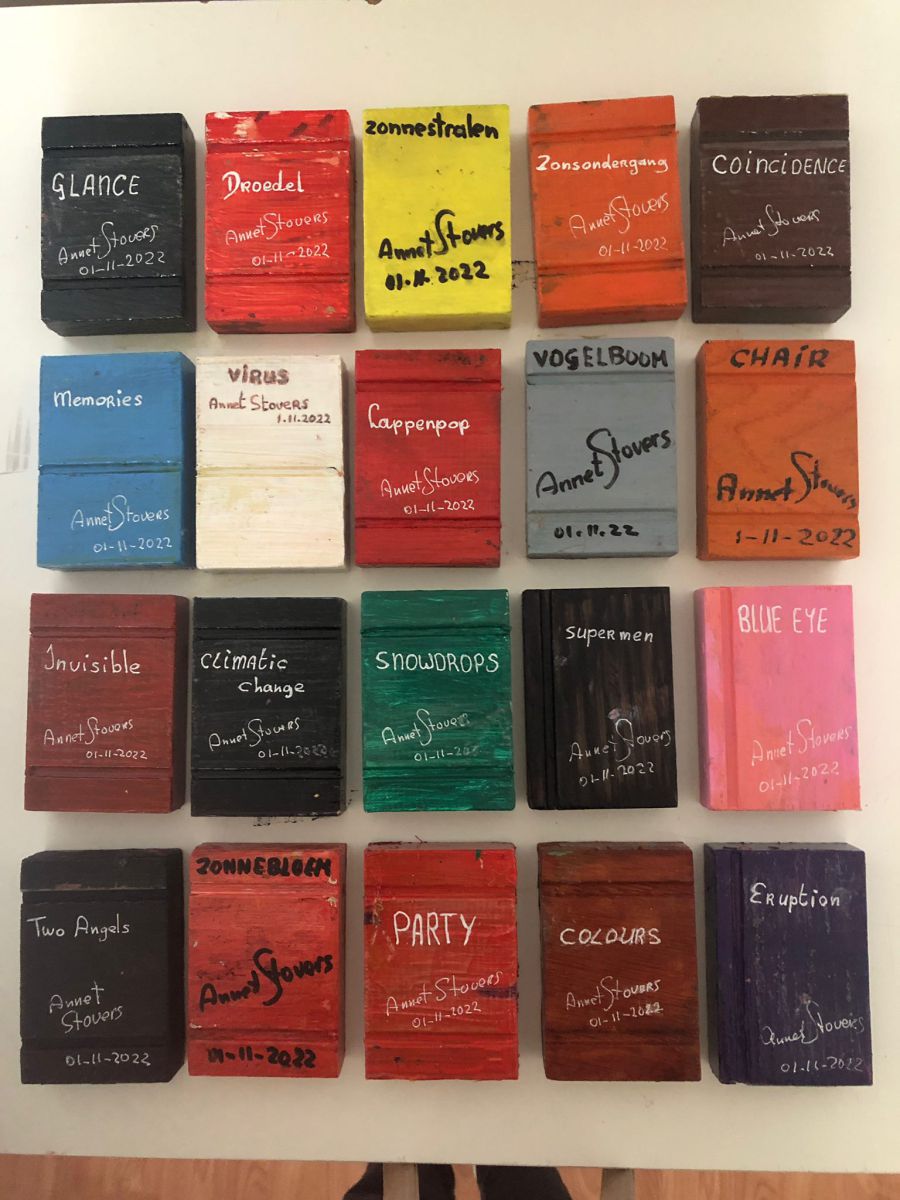 GLANCE
Annet Stovers
01-11-2022
Droedel
Annet Stovers
01-11-2022
zonnestralen
Annet Stovers
01.11.2022
Zonsondergang
Annet Stovers
01-11-2022
COINCIDENCE
Annet Stovers
01-11-2022
Memories
Annet Stovers
01-11-2022
VIRUS
Annet Stovers
1.11.2022
Lappenpop
Annet Stovers
01-11-2022
VOGELBOOM
Annet Stovers
01.11.22
CHAIR
Annet Stovers
1-11-2022
Invisible
Annet Stovers
01-11-2022
CLIMATIC
change
Annet Stovers
01-11-2022
SNOWDROPS
Annet Stovers
01-11-202
supermen
Annet Stovers
01-11-2022
BLUE EYE
Annet Stovers
01-11-2022
Two Angels
Annet
Stovers
01-11-2022
ZONNEBLOEM
Annet Stovers
01-11-2022
PARTY
Annet Stovers
01-11-2022
COLOURS
Annet Stovers
01-11-2022
Eruption
Annet Stovers
01-11-2022